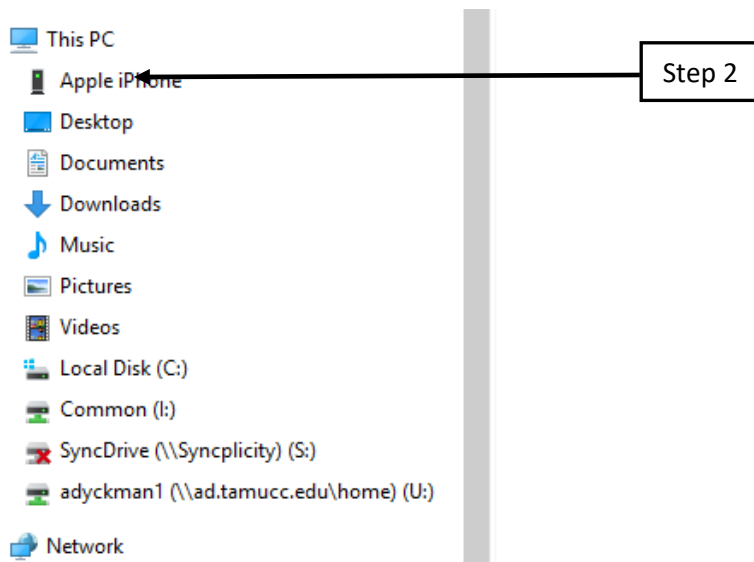 This PC
Step 2
Apple iPhone
Desktop
Documents
Downloads
Music
Pictures
Videos
Local Disk (C:)
Common (I:)
SyncDrive (\\Syncplicity) (S:)
adyckman1 (\\ad.tamucc.edu\home) (U:)
Network